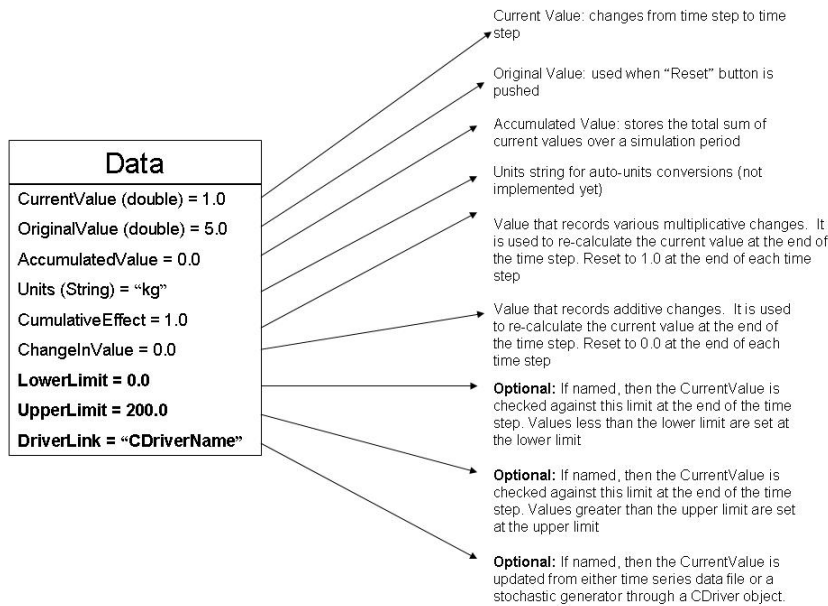 Data
CurrentValue (double) = 1.0
OriginalValue (double) = 5.0
AccumulatedValue = 0.0
Units (String) = “kg”
CumulativeEffect = 1.0
ChangeInValue = 0.0
LowerLimit = 0.0
UpperLimit = 200.0
DriverLink = “CDriverName”
Current Value: changes from time step to time
step
Original Value: used when “Reset” button is
pushed
Accumulated Value: stores the total sum of
current values over a simulation period
Units string for auto-units conversions (not
implemented yet)
Value that records various multiplicative changes. It
is used to re-calculate the current value at the end of
the time step. Reset to 1.0 at the end of each time
step
Value that records additive changes. It is used
to re-calculate the current value at the end of
the time step. Reset to 0.0 at the end of each
time step
Optional: If named, then the CurrentValue is
checked against this limit at the end of the time
step. Values less than the lower limit are set at
the lower limit
Optional: If named, then the CurrentValue is
checked against this limit at the end of the time
step. Values greater than the upper limit are set
at the upper limit
Optional: If named, then the CurrentValue is
updated from either time series data file or a
stochastic generator through a CDriver object.